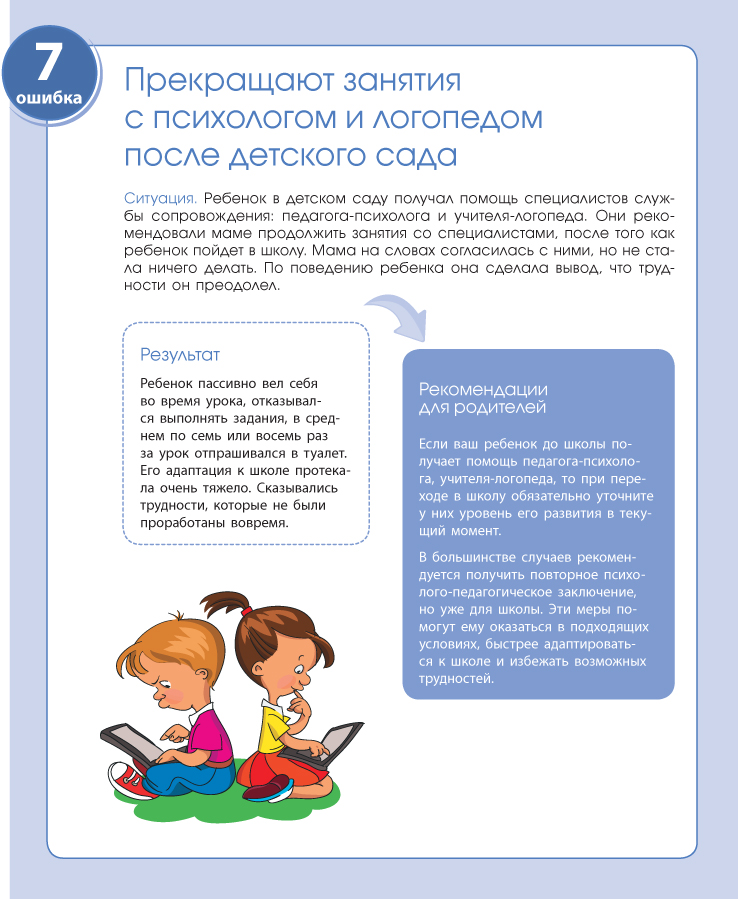 7
ошибка
Прекращают занятия
с психологом и логопедом
после детского сада
Ситуация. Ребенок в детском саду получал помощь специалистов служ-
бы сопровождения: педагога-психолога и учителя-логопеда. Они реко-
мендовали маме продолжить занятия со специалистами, после того как
ребенок пойдет в школу. Мама на словах согласилась с ними, но не ста-
ла ничего делать. По поведению ребенка она сделала вывод, что труд-
ности он преодолел.
Результат
Ребенок пассивно вел себя
во время урока, отказывал-
ся выполнять задания, в сред-
нем по семь или восемь раз
за урок отпрашивался в туалет.
Его адаптация к школе протека-
ла очень тяжело. Сказывались
трудности, которые не были
проработаны вовремя.
Рекомендации
для родителей
Если ваш ребенок до школы по-
лучает помощь педагога-психоло-
га, учителя-логопеда, то при пере-
ходе в школу обязательно уточните
у них уровень его развития в теку-
щий момент.
В большинстве случаев рекомен-
дуется получить повторное психо-
лого-педагогическое заключение,
но уже для школы. Эти меры по-
могут ему оказаться в подходящих
условиях, быстрее адаптировать-
ся к школе и избежать возможных
трудностей.